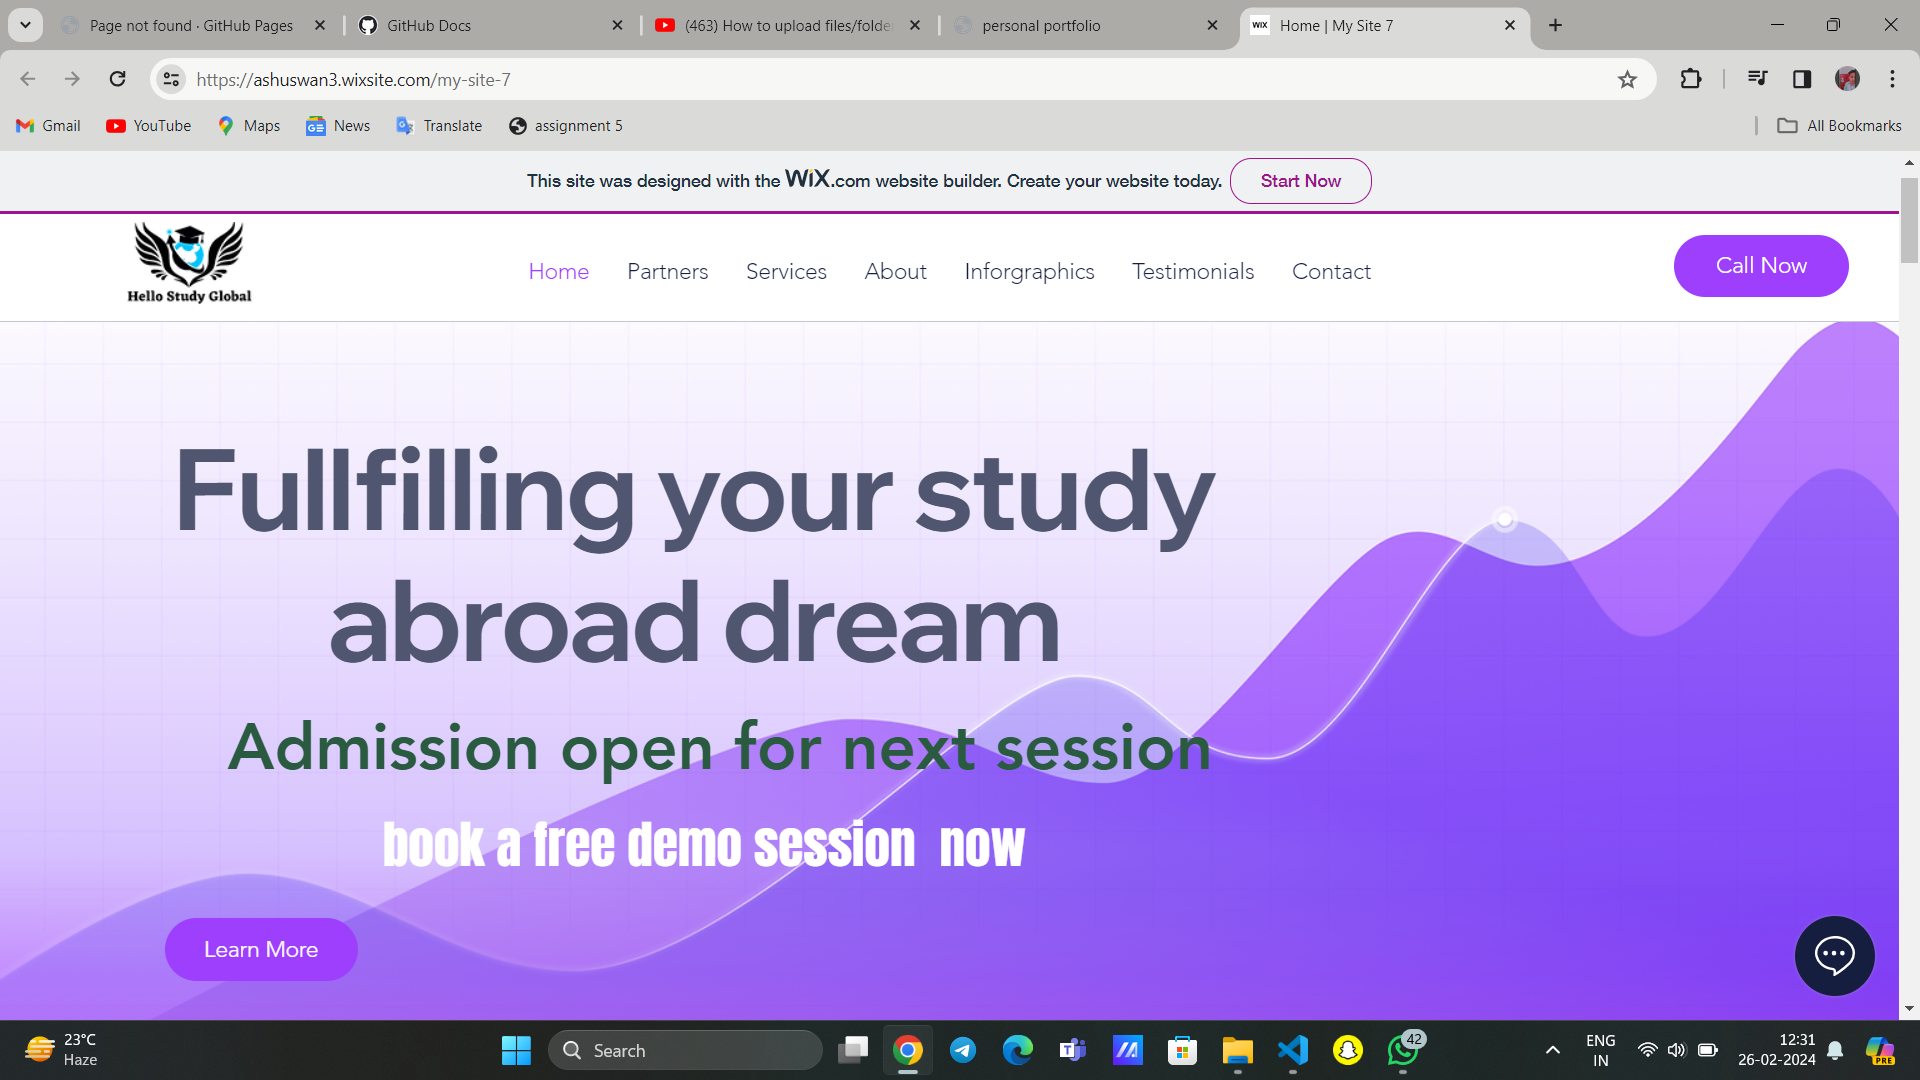 Page not found · GitHub Pages
GitHub Docs
(463) How to upload files/folde
personal portfolio
WIX
Home | My Site 7
https://ashuswan3.wixsite.com/my-site-7
Gmail
YouTube
Maps
News
Translate
assignment 5
All Bookmarks
This site was designed with the WiX.com website builder. Create your website today.
Start Now
Hello Study Global
Home
Partners
Services
About
Inforgraphics
Testimonials
Contact
Call Now
Fullfilling your study
abroad dream
Admission open for next session
book a free demo session now
Learn More
23°C
Haze
Search
42
ENG
IN
12:31
26-02-2024
PRE